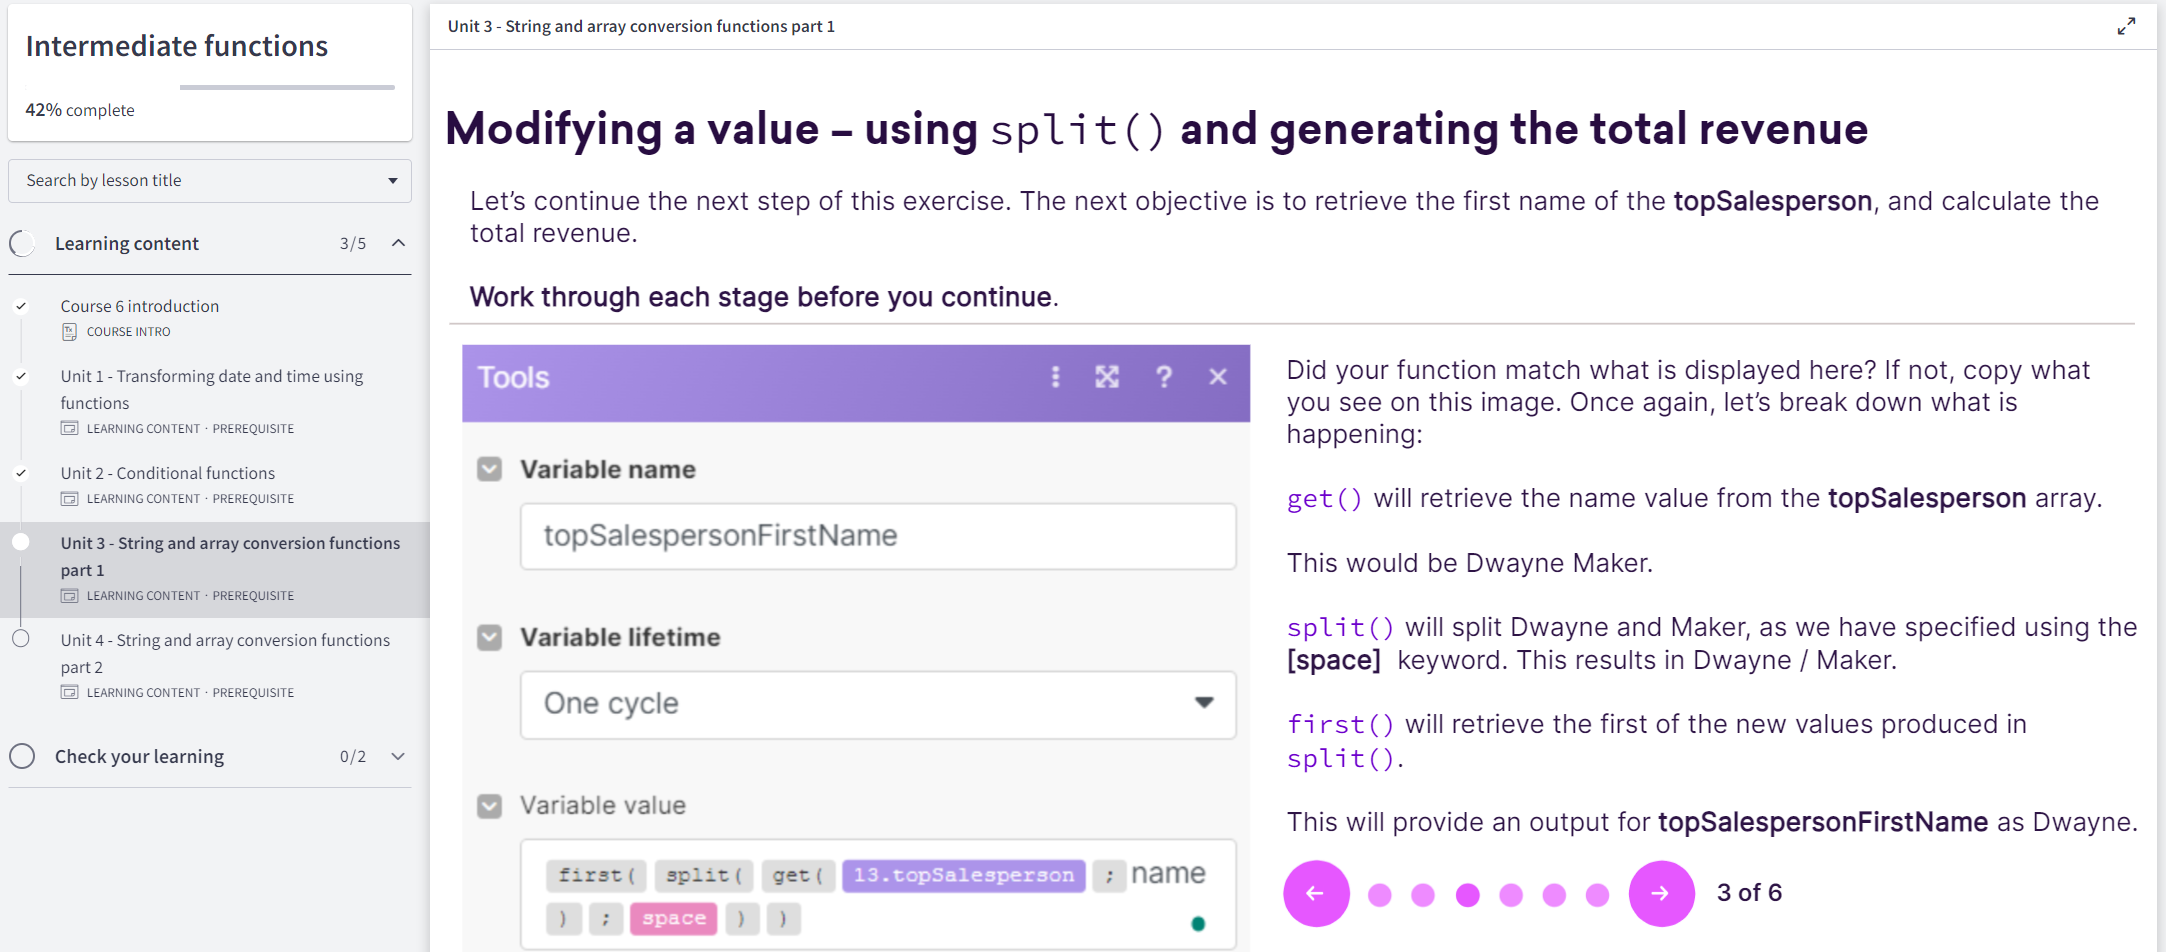 Intermediate functions
42% complete
Search by lesson title
Learning content 3/5
Course 6 introduction
COURSE INTRO
Unit 1 - Transforming date and time using
functions
LEARNING CONTENT · PREREQUISITE
Unit 2 - Conditional functions
LEARNING CONTENT · PREREQUISITE
Unit 3 - String and array conversion functions
part 1
LEARNING CONTENT · PREREQUISITE
Unit 4 - String and array conversion functions
part 2
LEARNING CONTENT · PREREQUISITE
Check your learning 0/2
Unit 3 - String and array conversion functions part 1
Modifying a value – using split() and generating the total revenue
Let’s continue the next step of this exercise. The next objective is to retrieve the first name of the topSalesperson, and calculate the
total revenue.
Work through each stage before you continue.
Tools
Variable name
topSalespersonFirstName
Variable lifetime
One cycle
Variable value
first( split( get( 13.topSalesperson ; name
) ; space ) )
Did your function match what is displayed here? If not, copy what
you see on this image. Once again, let’s break down what is
happening:
get() will retrieve the name value from the topSalesperson array.
This would be Dwayne Maker.
split() will split Dwayne and Maker, as we have specified using the
[space] keyword. This results in Dwayne / Maker.
first() will retrieve the first of the new values produced in
split().
This will provide an output for topSalespersonFirstName as Dwayne.
3 of 6